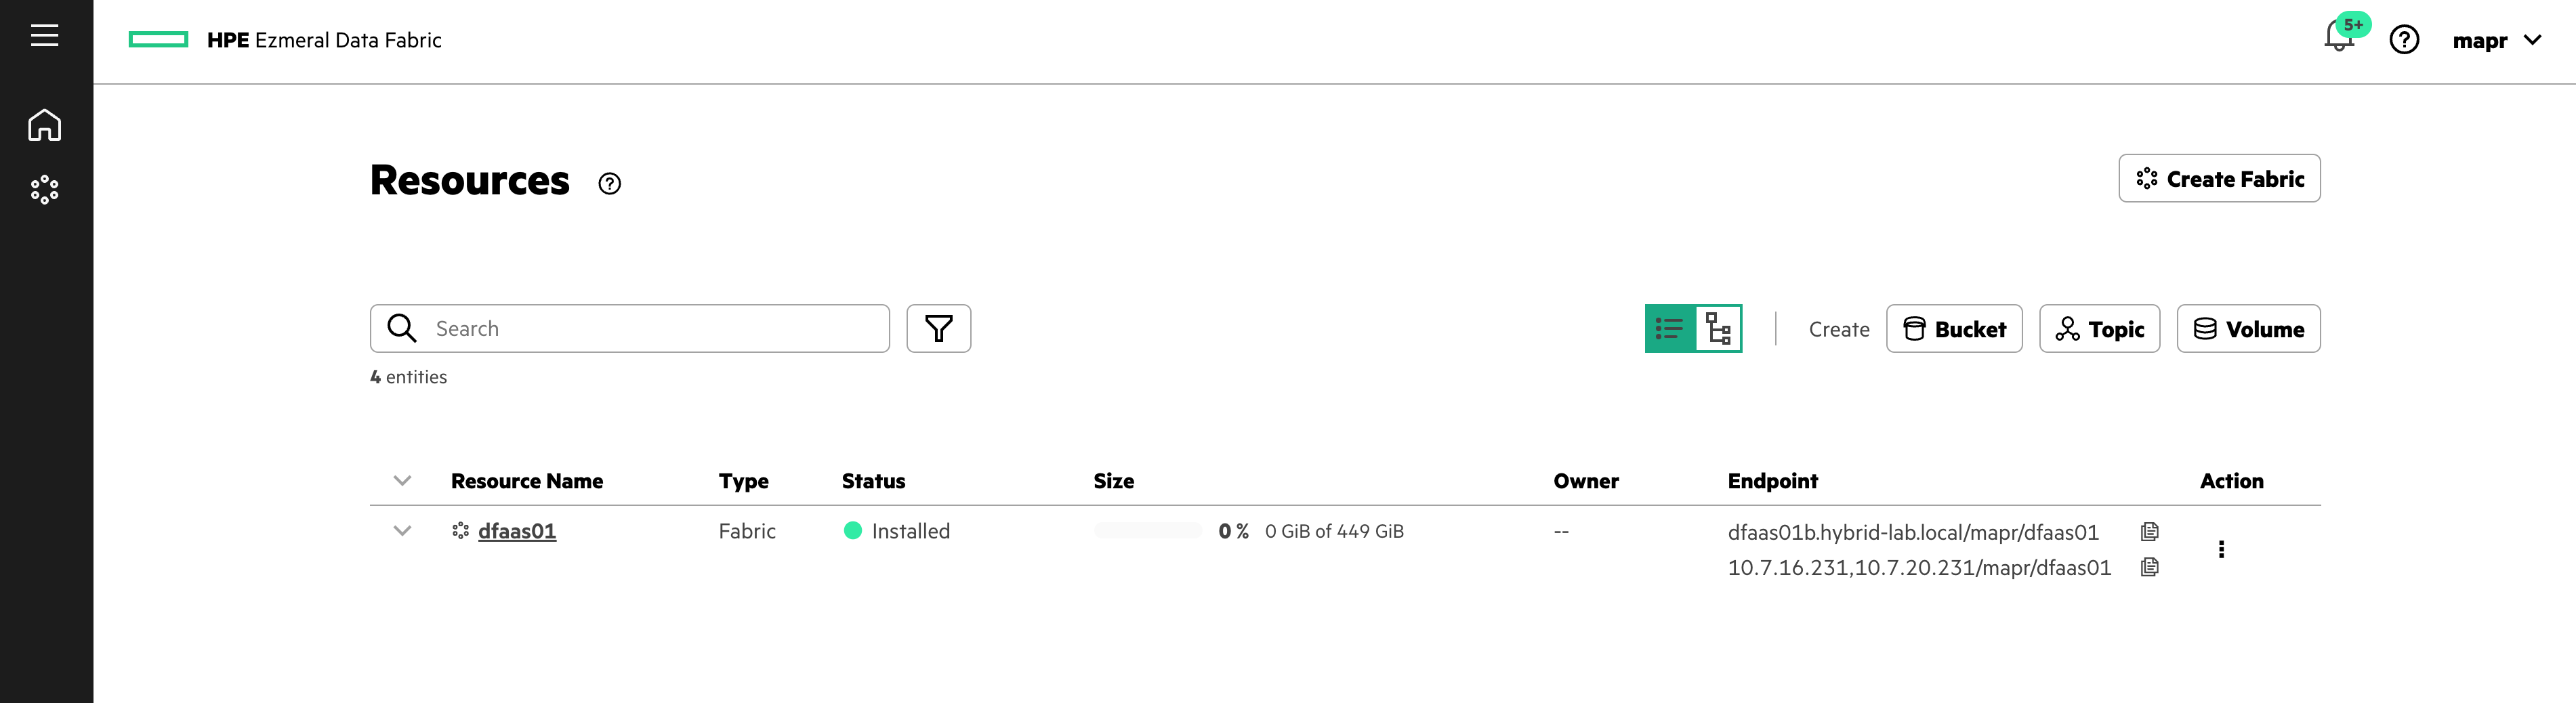 HPE Ezmeral Data Fabric
5+
mapr
Resources
Create Fabric
Search
Create
Bucket
Topic
Volume
4 entities
Resource Name Type Status Size Owner Endpoint Action
dfaas01 Fabric Installed 0 % 0 GiB of 449 GiB -- dfaas01b.hybrid-lab.local/mapr/dfaas01
10.7.16.231,10.7.20.231/mapr/dfaas01